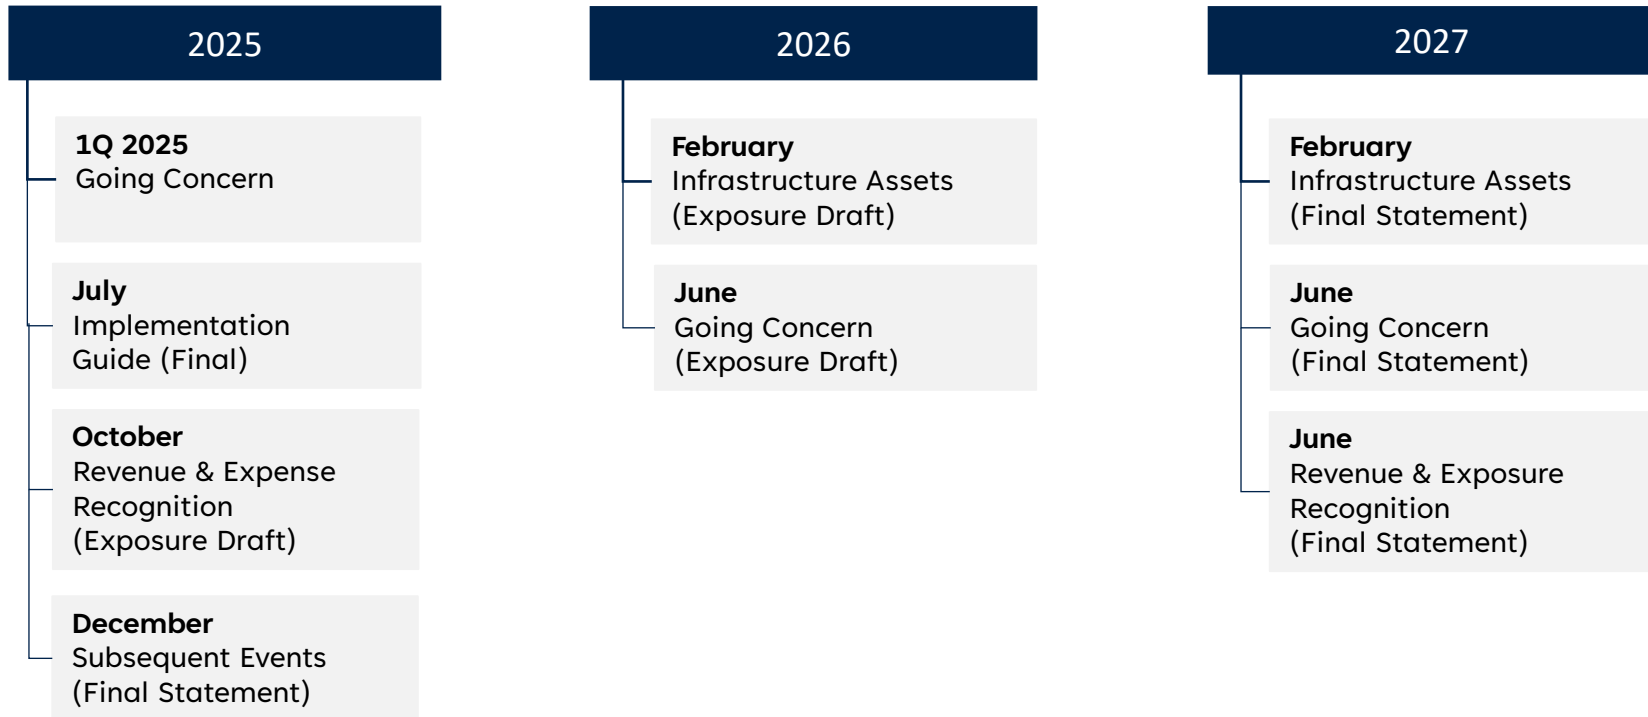 2025
1Q 2025
Going Concern
July
Implementation
Guide (Final)
October
Revenue & Expense
Recognition
(Exposure Draft)
December
Subsequent Events
(Final Statement)
2026
February
Infrastructure Assets
(Exposure Draft)
June
Going Concern
(Exposure Draft)
2027
February
Infrastructure Assets
(Final Statement)
June
Going Concern
(Final Statement)
June
Revenue & Exposure
Recognition
(Final Statement)